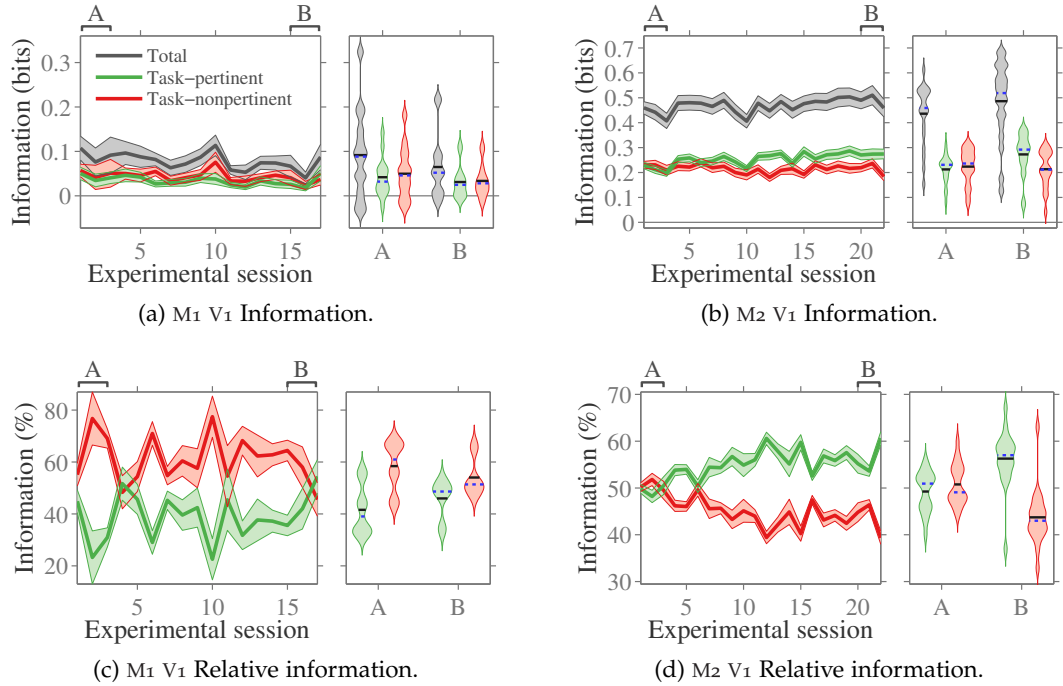 A B
Information (bits)
0.3
0.2
0.1
0
Total
Task-pertinent
Task-nonpertinent
5 10 15
A B
Experimental session
(a) M1 V1 Information.
A B
Information (bits)
0.7
0.6
0.5
0.4
0.3
0.2
0.1
0
5 10 15 20
A B
Experimental session
(b) M2 V1 Information.
A B
Information (%)
80
60
40
20
5 10 15
A B
Experimental session
(c) M1 V1 Relative information.
A B
Information (%)
70
60
50
40
30
5 10 15 20
A B
Experimental session
(d) M2 V1 Relative information.